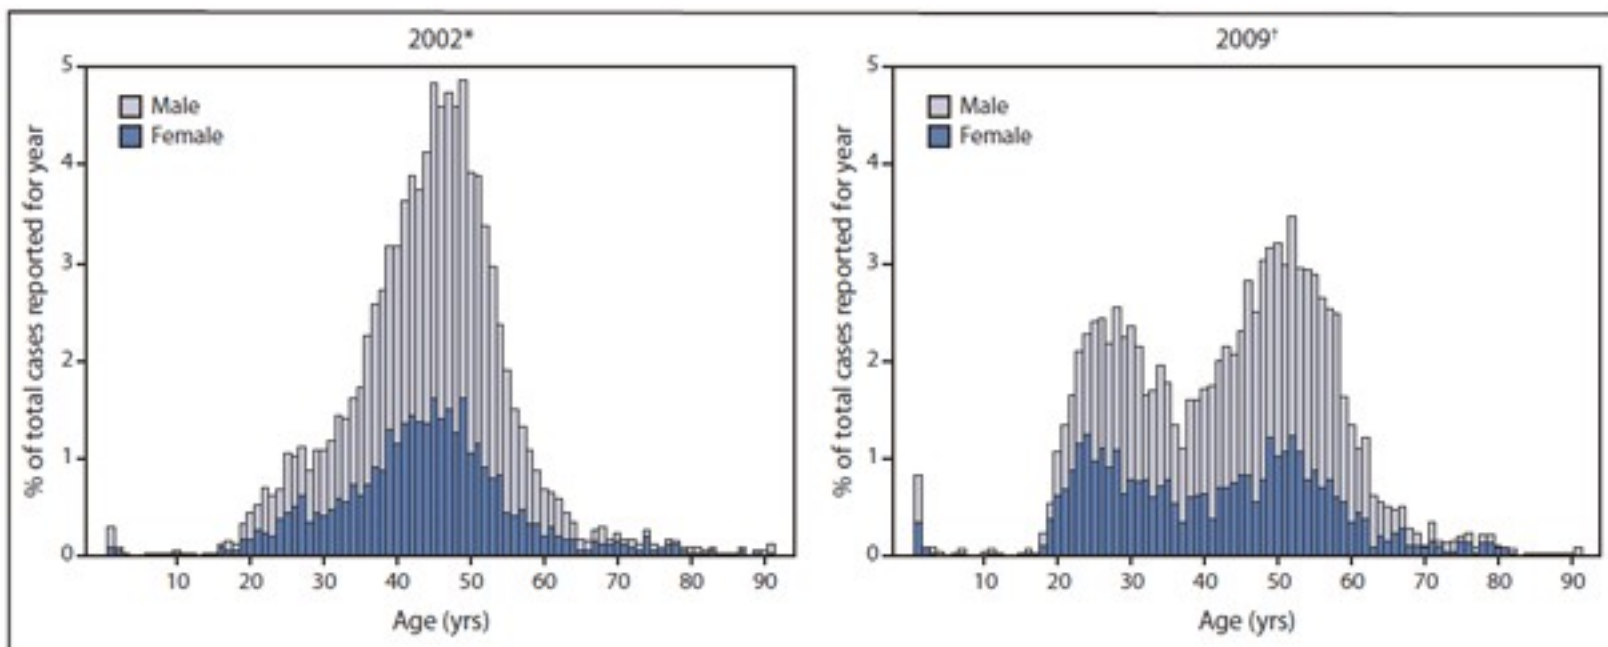 2002*
5
4
3
2
1
0
% of total cases reported for year
Male
Female
10 20 30 40 50 60 70 80 90
Age (yrs)
2009†
5
4
3
2
1
0
% of total cases reported for year
Male
Female
10 20 30 40 50 60 70 80 90
Age (yrs)